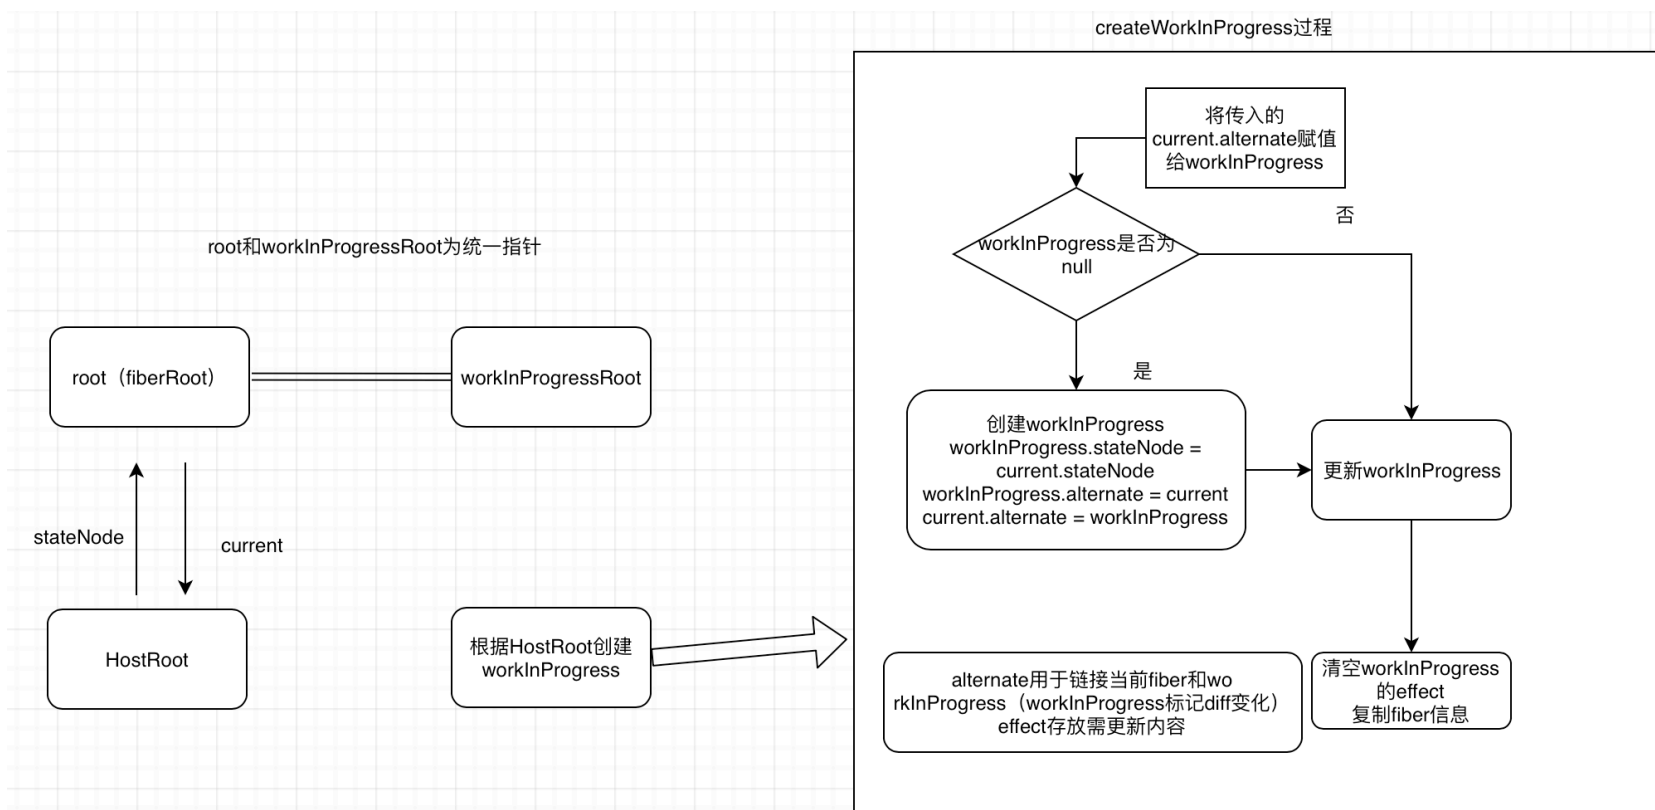 createWorkInProgress过程
将传入的
current.alternate赋值
给workInProgress
否
workInProgress是否为
null
是
创建workInProgress
workInProgress.stateNode =
current.stateNode
workInProgress.alternate = current
current.alternate = workInProgress
更新workInProgress
清空workInProgress
的effect
复制fiber信息
alternate用于链接当前fiber和wo
rkInProgress（workInProgress标记diff变化）
effect存放需更新内容
root和workInProgressRoot为统一指针
root（fiberRoot）
workInProgressRoot
stateNode
current
HostRoot
根据HostRoot创建
workInProgress